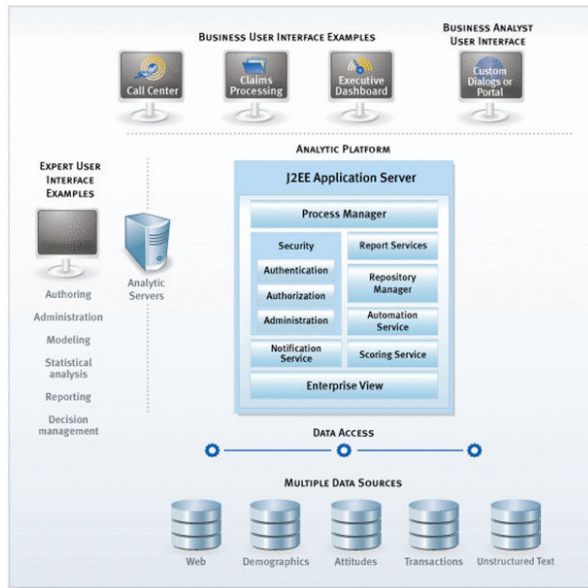 BUSINESS USER INTERFACE EXAMPLES
BUSINESS ANALYST
USER INTERFACE
Call Center
Claims
Processing
Executive
Dashboard
Custom
Dialogs or
Portal
ANALYTIC PLATFORM
EXPERT USER
INTERFACE
EXAMPLES
Authoring
Administration
Modeling
Statistical
analysis
Reporting
Decision
management
Analytic
Servers
J2EE Application Server
Process Manager
Security
Authentication
Authorization
Administration
Notification
Service
Report Services
Repository
Manager
Automation
Service
Scoring Service
Enterprise View
DATA ACCESS
MULTIPLE DATA SOURCES
Web
Demographics
Attitudes
Transactions
Unstructured Text